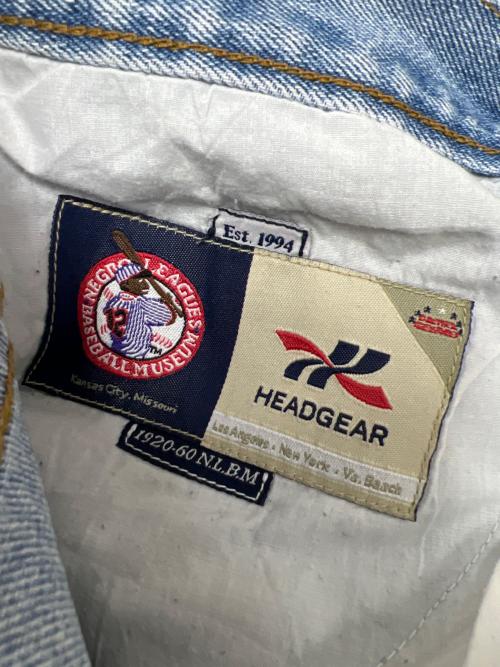 Est. 1994
NEGRO LEAGUES
12
BASEBALL MUSEUM
TM
Kansas City, Missouri
HEADGEAR
Los Angeles • New York • Va. Beach
1920-60 N.L.B.M